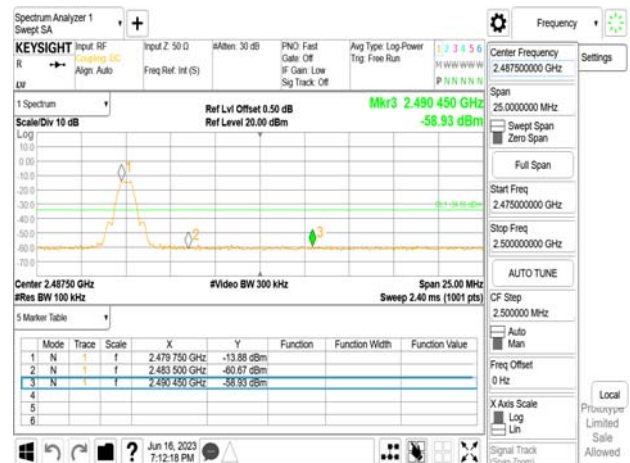 Spectrum Analyzer 1
Swept SA
Frequency
KEYSIGHT Input: RF Input Z: 50 Ω #Atten: 30 dB PNO: Fast Avg Type: Log-Power 1 2 3 4 5 6
R Coupling: DC Gate: Off Trig: Free Run M W W W W W
Align: Auto Freq Ref: Int (S) IF Gain: Low
Sig Track: Off P N N N N N
1 Spectrum Ref Lvl Offset 0.50 dB Mkr3 2.490 450 GHz
Scale/Div 10 dB Ref Level 20.00 dBm -58.93 dBm
Log
10.0
0.00
-10.0
-20.0
-30.0
-40.0
-50.0
-60.0
-70.0
1
2
3
Center 2.48750 GHz #Video BW 300 kHz Span 25.00 MHz
#Res BW 100 kHz Sweep 2.40 ms (1001 pts)
5 Marker Table
Mode Trace Scale X Y Function Function Width Function Value
1 N 1 f 2.479 750 GHz -13.88 dBm
2 N 1 f 2.483 500 GHz -60.67 dBm
3 N 1 f 2.490 450 GHz -58.93 dBm
4
5
6
Jun 16, 2023
7:12:18 PM
Center Frequency
2.487500000 GHz
Settings
Span
25.0000000 MHz
Swept Span
Zero Span
Full Span
Start Freq
2.475000000 GHz
Stop Freq
2.500000000 GHz
AUTO TUNE
CF Step
2.500000 MHz
Auto
Man
Freq Offset
0 Hz
X Axis Scale
Log
Lin
Signal Track
(Span Zoom)
Local
Prototype
Limited
Sale
Allowed